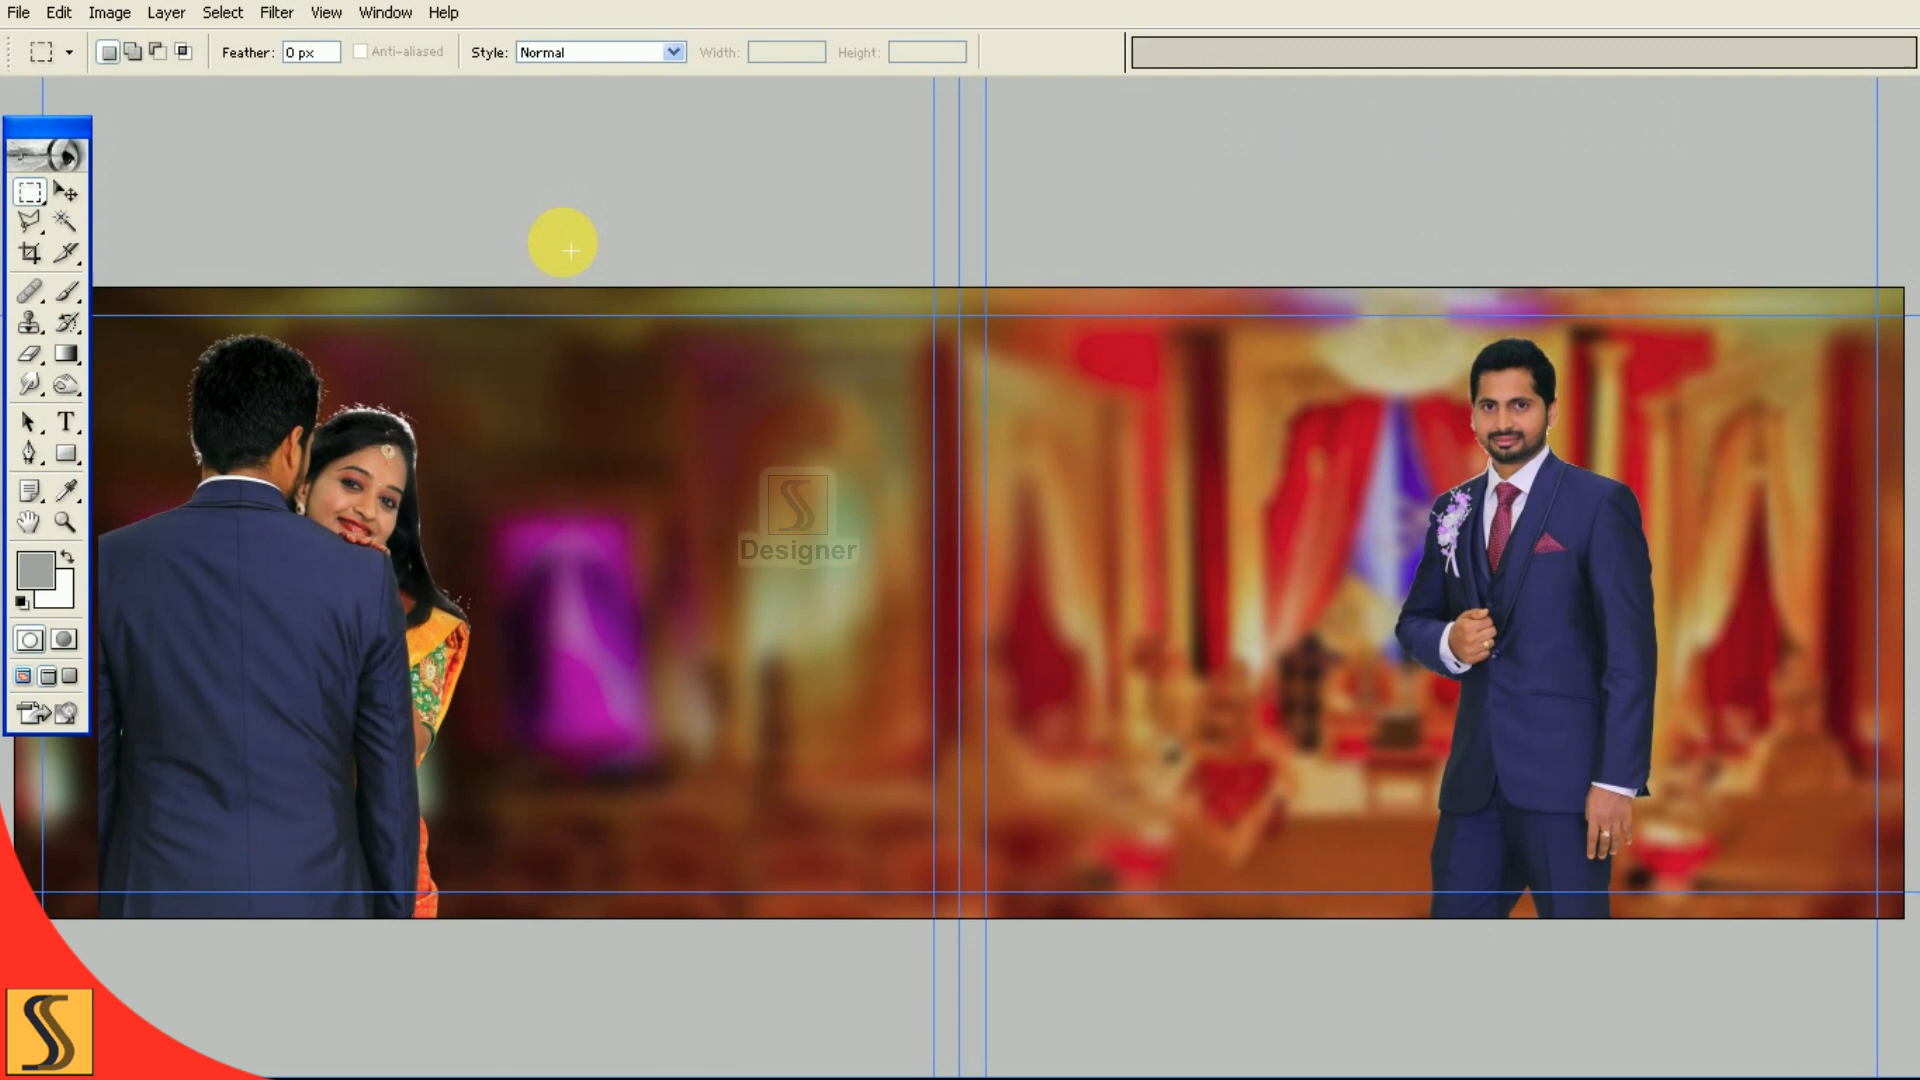 File Edit Image Layer Select Filter View Window Help
Feather: 0 px Anti-aliased Style: Normal Width: Height:
T
S
Designer
S